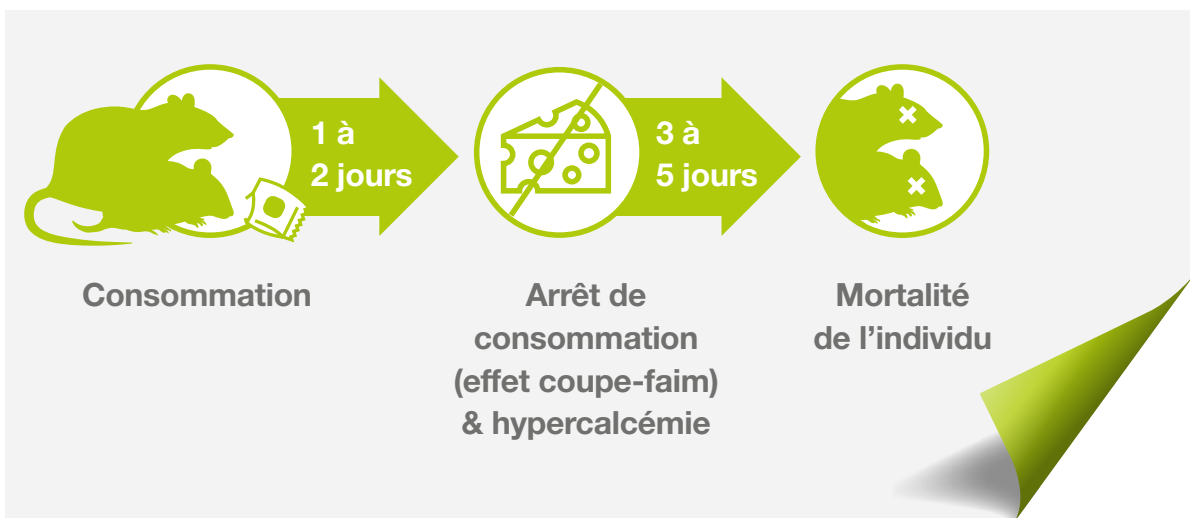 1 à
2 jours
3 à
5 jours
Consommation
Arrêt de
consommation
(effet coupe-faim)
& hypercalcémie
Mortalité
de l’individu